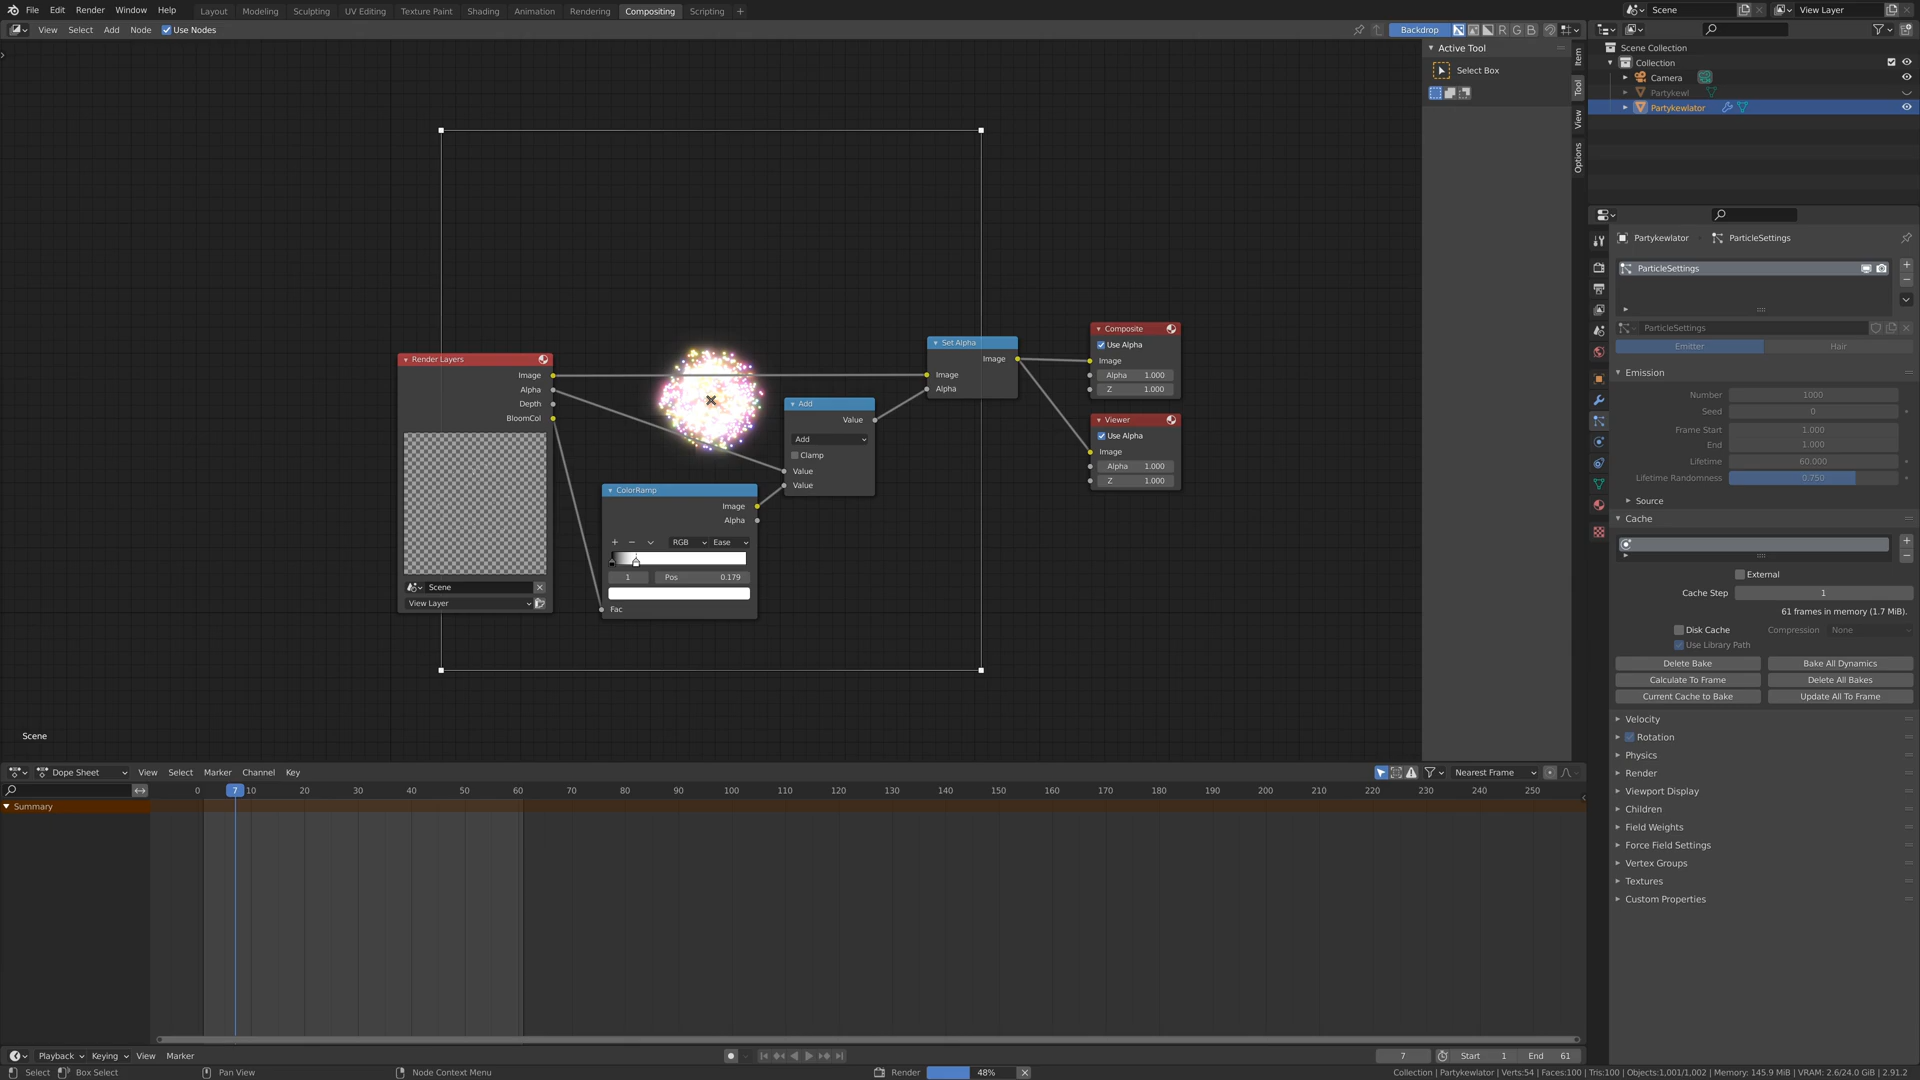 File Edit Render Window Help Layout Modeling Sculpting UV Editing Texture Paint Shading Animation Rendering Compositing Scripting + Scene View Layer
View Select Add Node Use Nodes Backdrop R G B
Active Tool
Select Box
Item
Tool
View
Options
Render Layers
Image
Alpha
Depth
BloomCol
Scene
View Layer
ColorRamp
Image
Alpha
RGB Ease
1 Pos 0.179
Fac
Add
Value
Add
Clamp
Value
Value
Set Alpha
Image
Image
Alpha
Composite
Use Alpha
Image
Alpha 1.000
Z 1.000
Viewer
Use Alpha
Image
Alpha 1.000
Z 1.000
Scene
Scene Collection
Collection
Camera
Partykewl
Partykewlator
Partykewlator ParticleSettings
ParticleSettings
ParticleSettings
Emitter Hair
Emission
Number 1000
Seed 0
Frame Start 1.000
End 1.000
Lifetime 60.000
Lifetime Randomness 0.750
Source
Cache
External
Cache Step 1
61 frames in memory (1.7 MiB).
Disk Cache Compression None
Use Library Path
Delete Bake Bake All Dynamics
Calculate To Frame Delete All Bakes
Current Cache to Bake Update All To Frame
Velocity
Rotation
Physics
Render
Viewport Display
Children
Field Weights
Force Field Settings
Vertex Groups
Textures
Custom Properties
Dope Sheet View Select Marker Channel Key Nearest Frame
0 7 10 20 30 40 50 60 70 80 90 100 110 120 130 140 150 160 170 180 190 200 210 220 230 240 250
Summary
Playback Keying View Marker 7 Start 1 End 61
Select Box Select Pan View Node Context Menu Render 48% Collection | Partykewlator | Verts:54 | Faces:100 | Tris:100 | Objects:1,001/1,002 | Memory: 145.9 MiB | VRAM: 2.6/24.0 GiB | 2.91.2